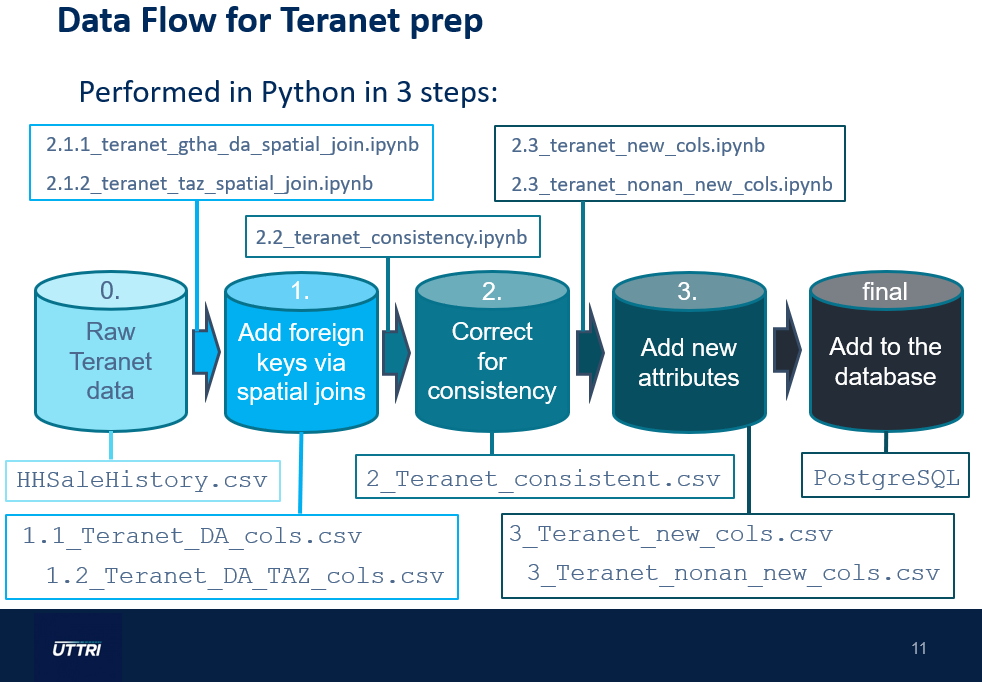 Data Flow for Teranet prep
Performed in Python in 3 steps:
2.1.1_teranet_gtha_da_spatial_join.ipynb
2.1.2_teranet_taz_spatial_join.ipynb
2.3_teranet_new_cols.ipynb
2.3_teranet_nonan_new_cols.ipynb
2.2_teranet_consistency.ipynb
0.
Raw
Teranet
data
1.
Add foreign
keys via
spatial joins
2.
Correct
for
consistency
3.
Add new
attributes
final
Add to the
database
HHSaleHistory.csv
2_Teranet_consistent.csv
PostgreSQL
1.1_Teranet_DA_cols.csv
1.2_Teranet_DA_TAZ_cols.csv
3_Teranet_new_cols.csv
3_Teranet_nonan_new_cols.csv
UTTRI
11